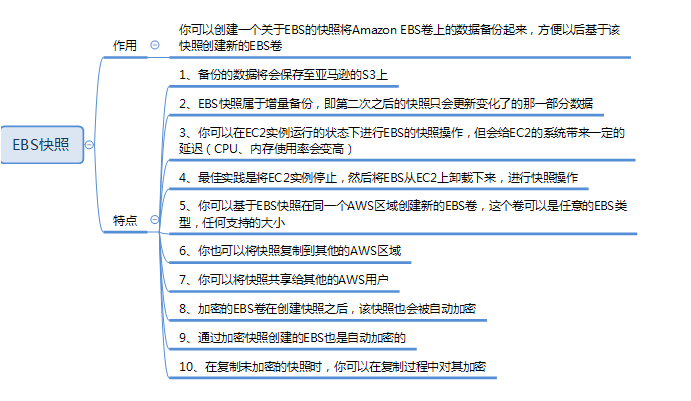 EBS快照
作用
你可以创建一个关于EBS的快照将Amazon EBS卷上的数据备份起来，方便以后基于该
快照创建新的EBS卷
特点
1、备份的数据将会保存至亚马逊的S3上
2、EBS快照属于增量备份，即第二次之后的快照只会更新变化了的那一部分数据
3、你可以在EC2实例运行的状态下进行EBS的快照操作，但会给EC2的系统带来一定的
延迟（CPU、内存使用率会变高）
4、最佳实践是将EC2实例停止，然后将EBS从EC2上卸载下来，进行快照操作
5、你可以基于EBS快照在同一个AWS区域创建新的EBS卷，这个卷可以是任意的EBS类
型，任何支持的大小
6、你也可以将快照复制到其他的AWS区域
7、你可以将快照共享给其他的AWS用户
8、加密的EBS卷在创建快照之后，该快照也会被自动加密
9、通过加密快照创建的EBS也是自动加密的
10、在复制未加密的快照时，你可以在复制过程中对其加密